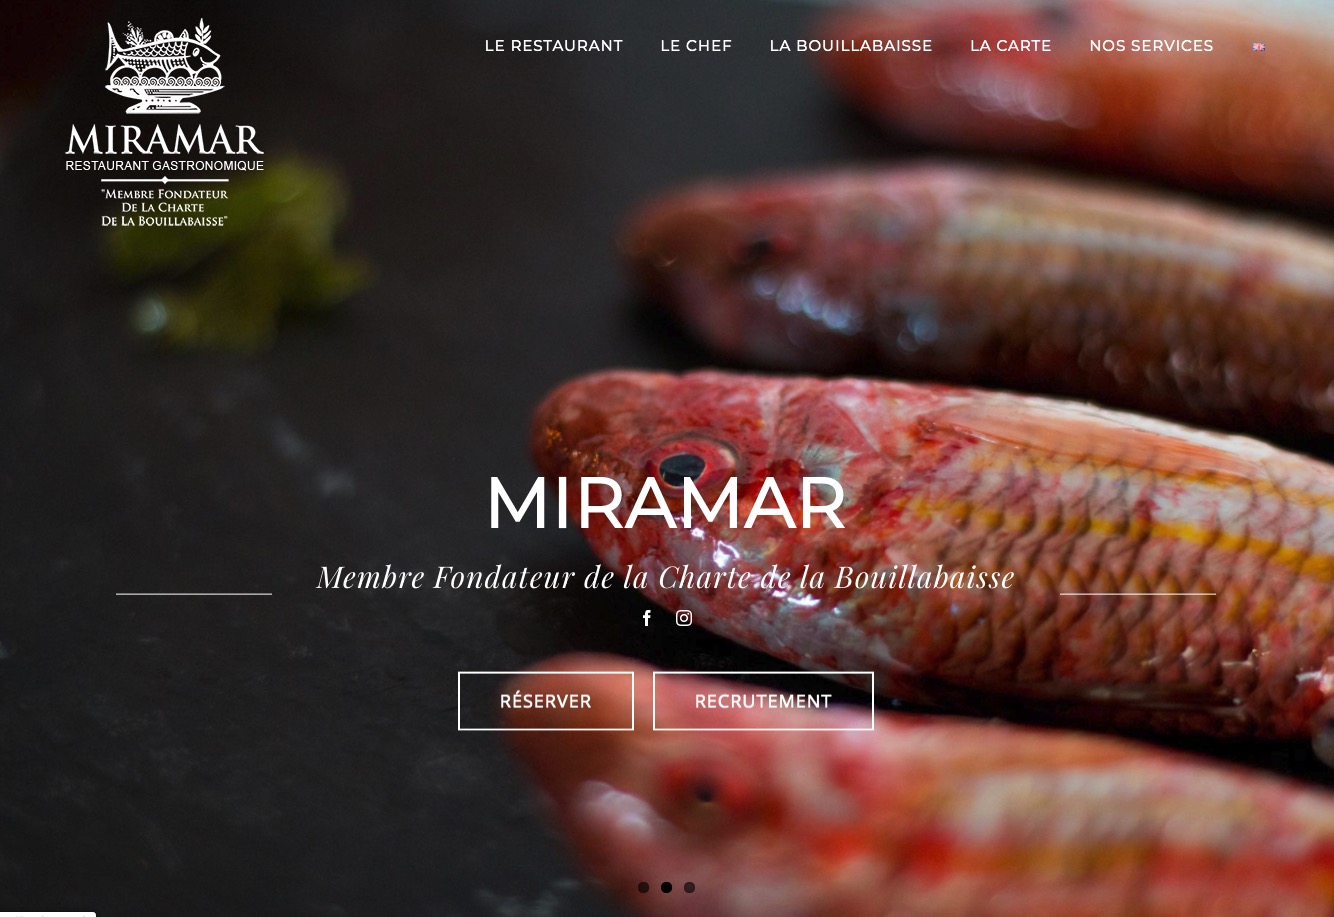 MIRAMAR
RESTAURANT GASTRONOMIQUE
"MEMBRE FONDATEUR
DE LA CHARTE
DE LA BOUILLABAISSE"
LE RESTAURANT LE CHEF LA BOUILLABAISSE LA CARTE NOS SERVICES
MIRAMAR
Membre Fondateur de la Charte de la Bouillabaisse
RÉSERVER RECRUTEMENT